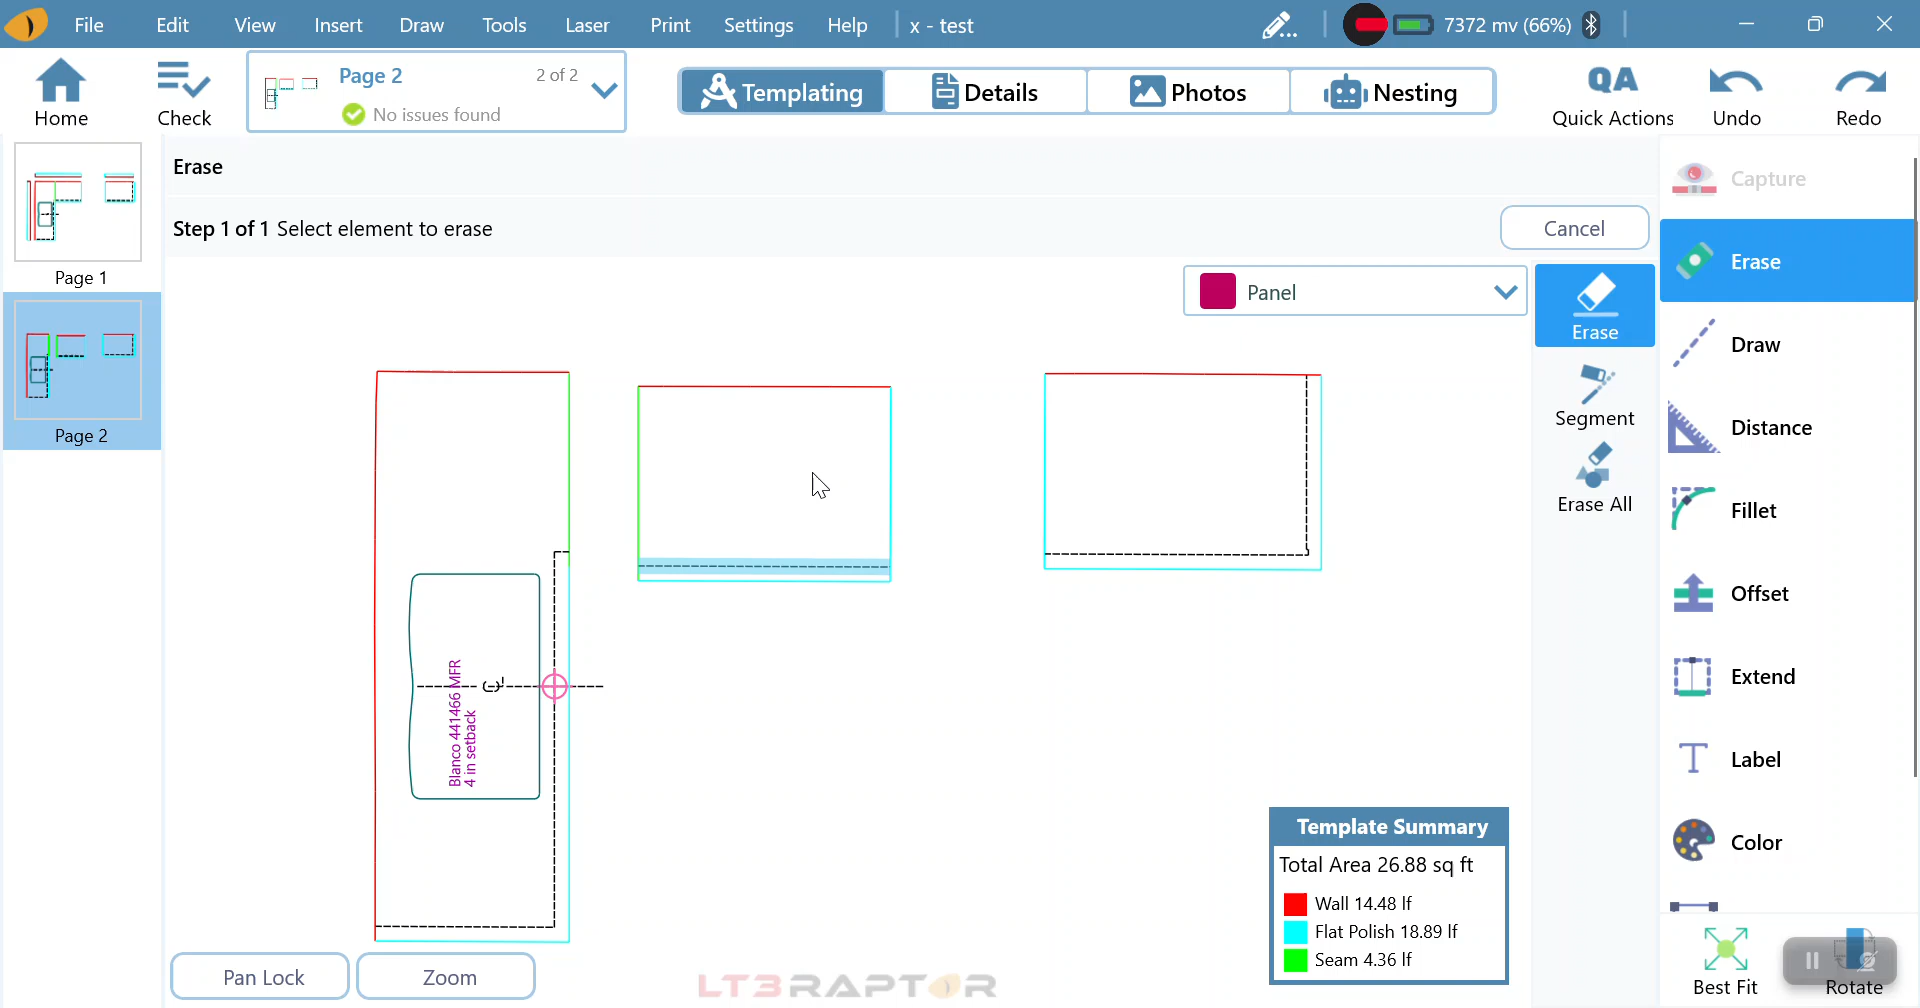 File Edit View Insert Draw Tools Laser Print Settings Help x - test 7372 mv (66%)
Home Check Page 2 2 of 2 No issues found Templating Details Photos Nesting QA Quick Actions Undo Redo
Page 1
Page 2
Erase
Step 1 of 1 Select element to erase Cancel
Panel
Erase
Segment
Erase All
Capture
Erase
Draw
Distance
Fillet
Offset
Extend
Label
Color
Blanco 441466 MFR
4 in setback
Template Summary
Total Area 26.88 sq ft
Wall 14.48 lf
Flat Polish 18.89 lf
Seam 4.36 lf
Pan Lock Zoom
LT3RAPTOR
Best Fit Rotate